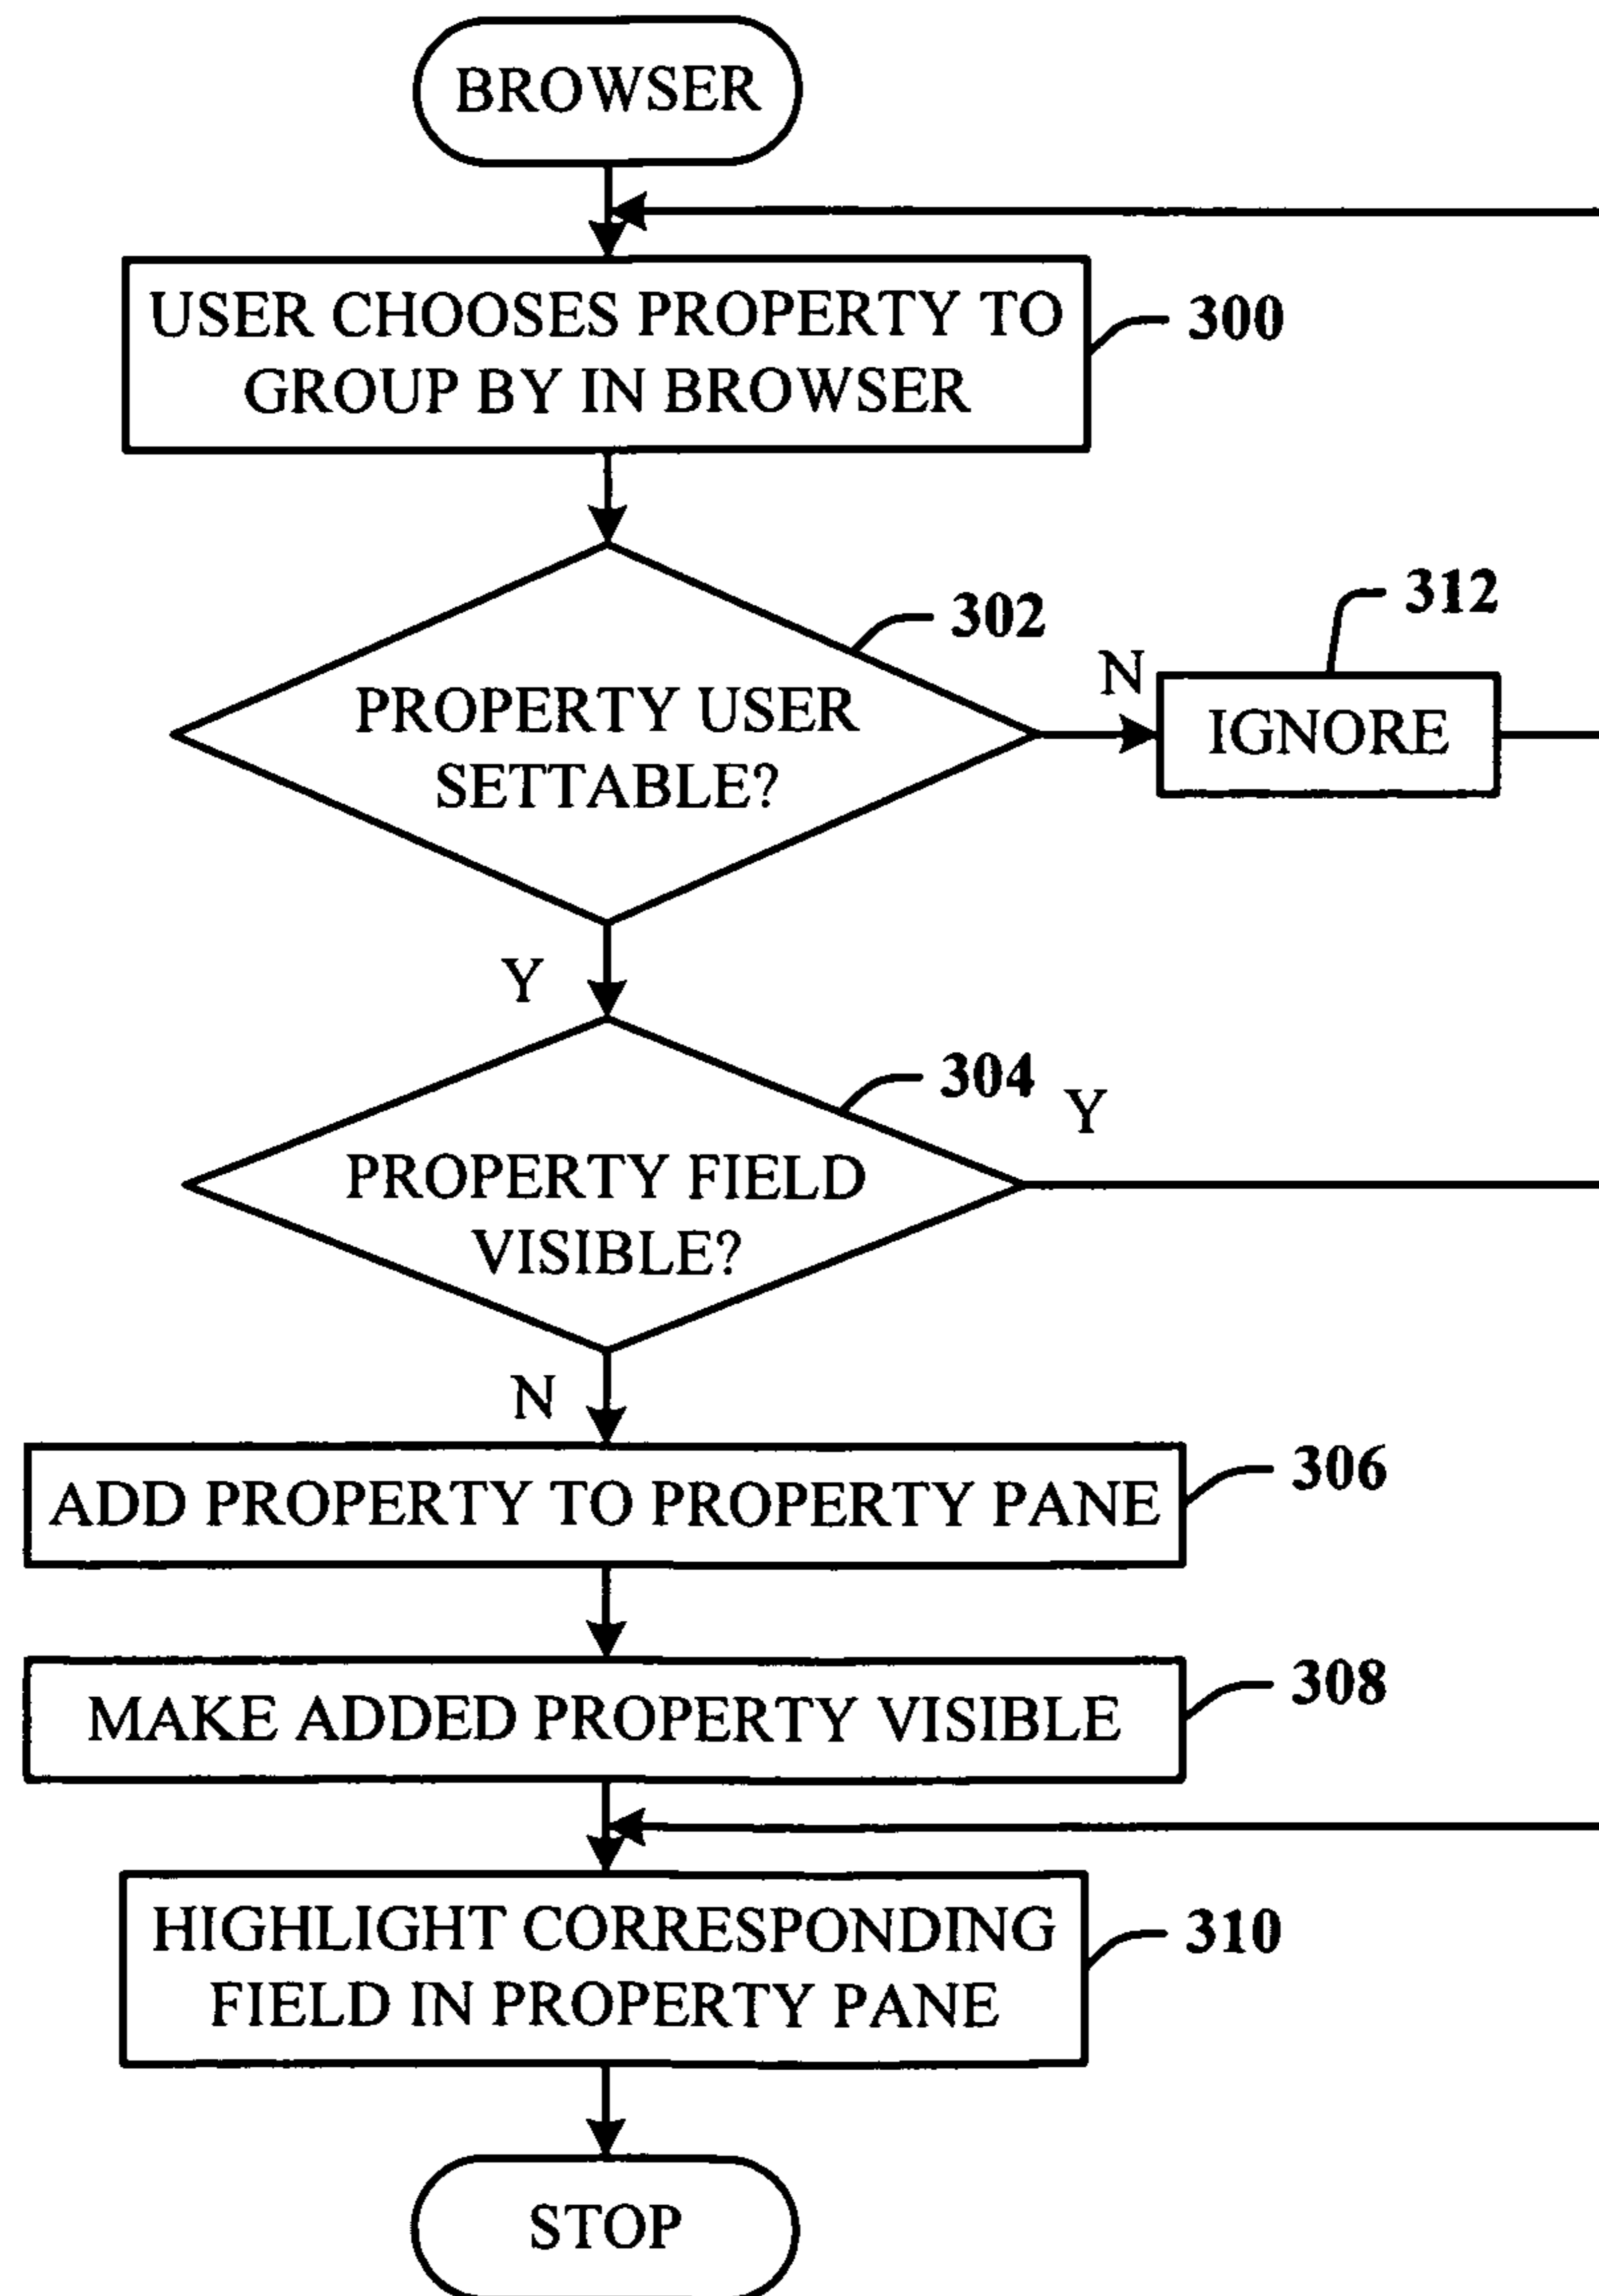 BROWSER
USER CHOOSES PROPERTY TO
GROUP BY IN BROWSER
300
302
312
PROPERTY USER
SETTABLE?
N
IGNORE
Y
304
Y
PROPERTY FIELD
VISIBLE?
N
ADD PROPERTY TO PROPERTY PANE
306
MAKE ADDED PROPERTY VISIBLE
308
HIGHLIGHT CORRESPONDING
FIELD IN PROPERTY PANE
310
STOP